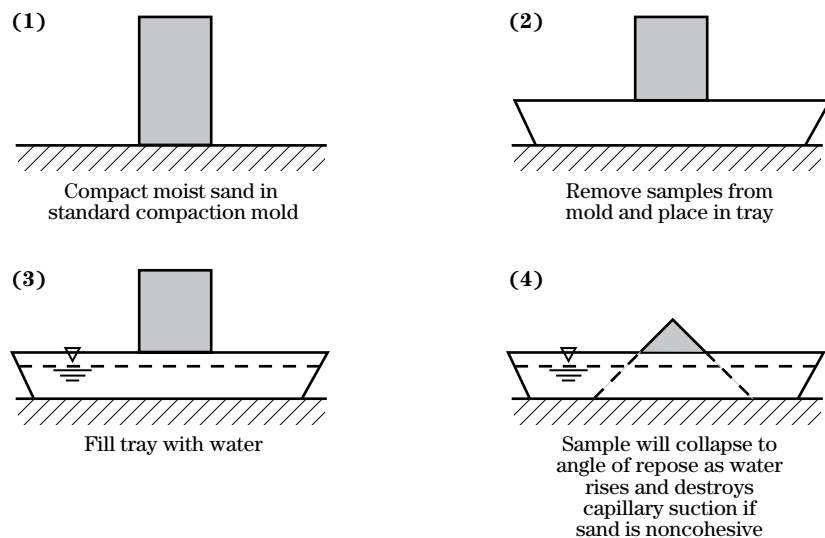 (1)
Compact moist sand in
standard compaction mold
(2)
Remove samples from
mold and place in tray
(3)
Fill tray with water
(4)
Sample will collapse to
angle of repose as water
rises and destroys
capillary suction if
sand is noncohesive